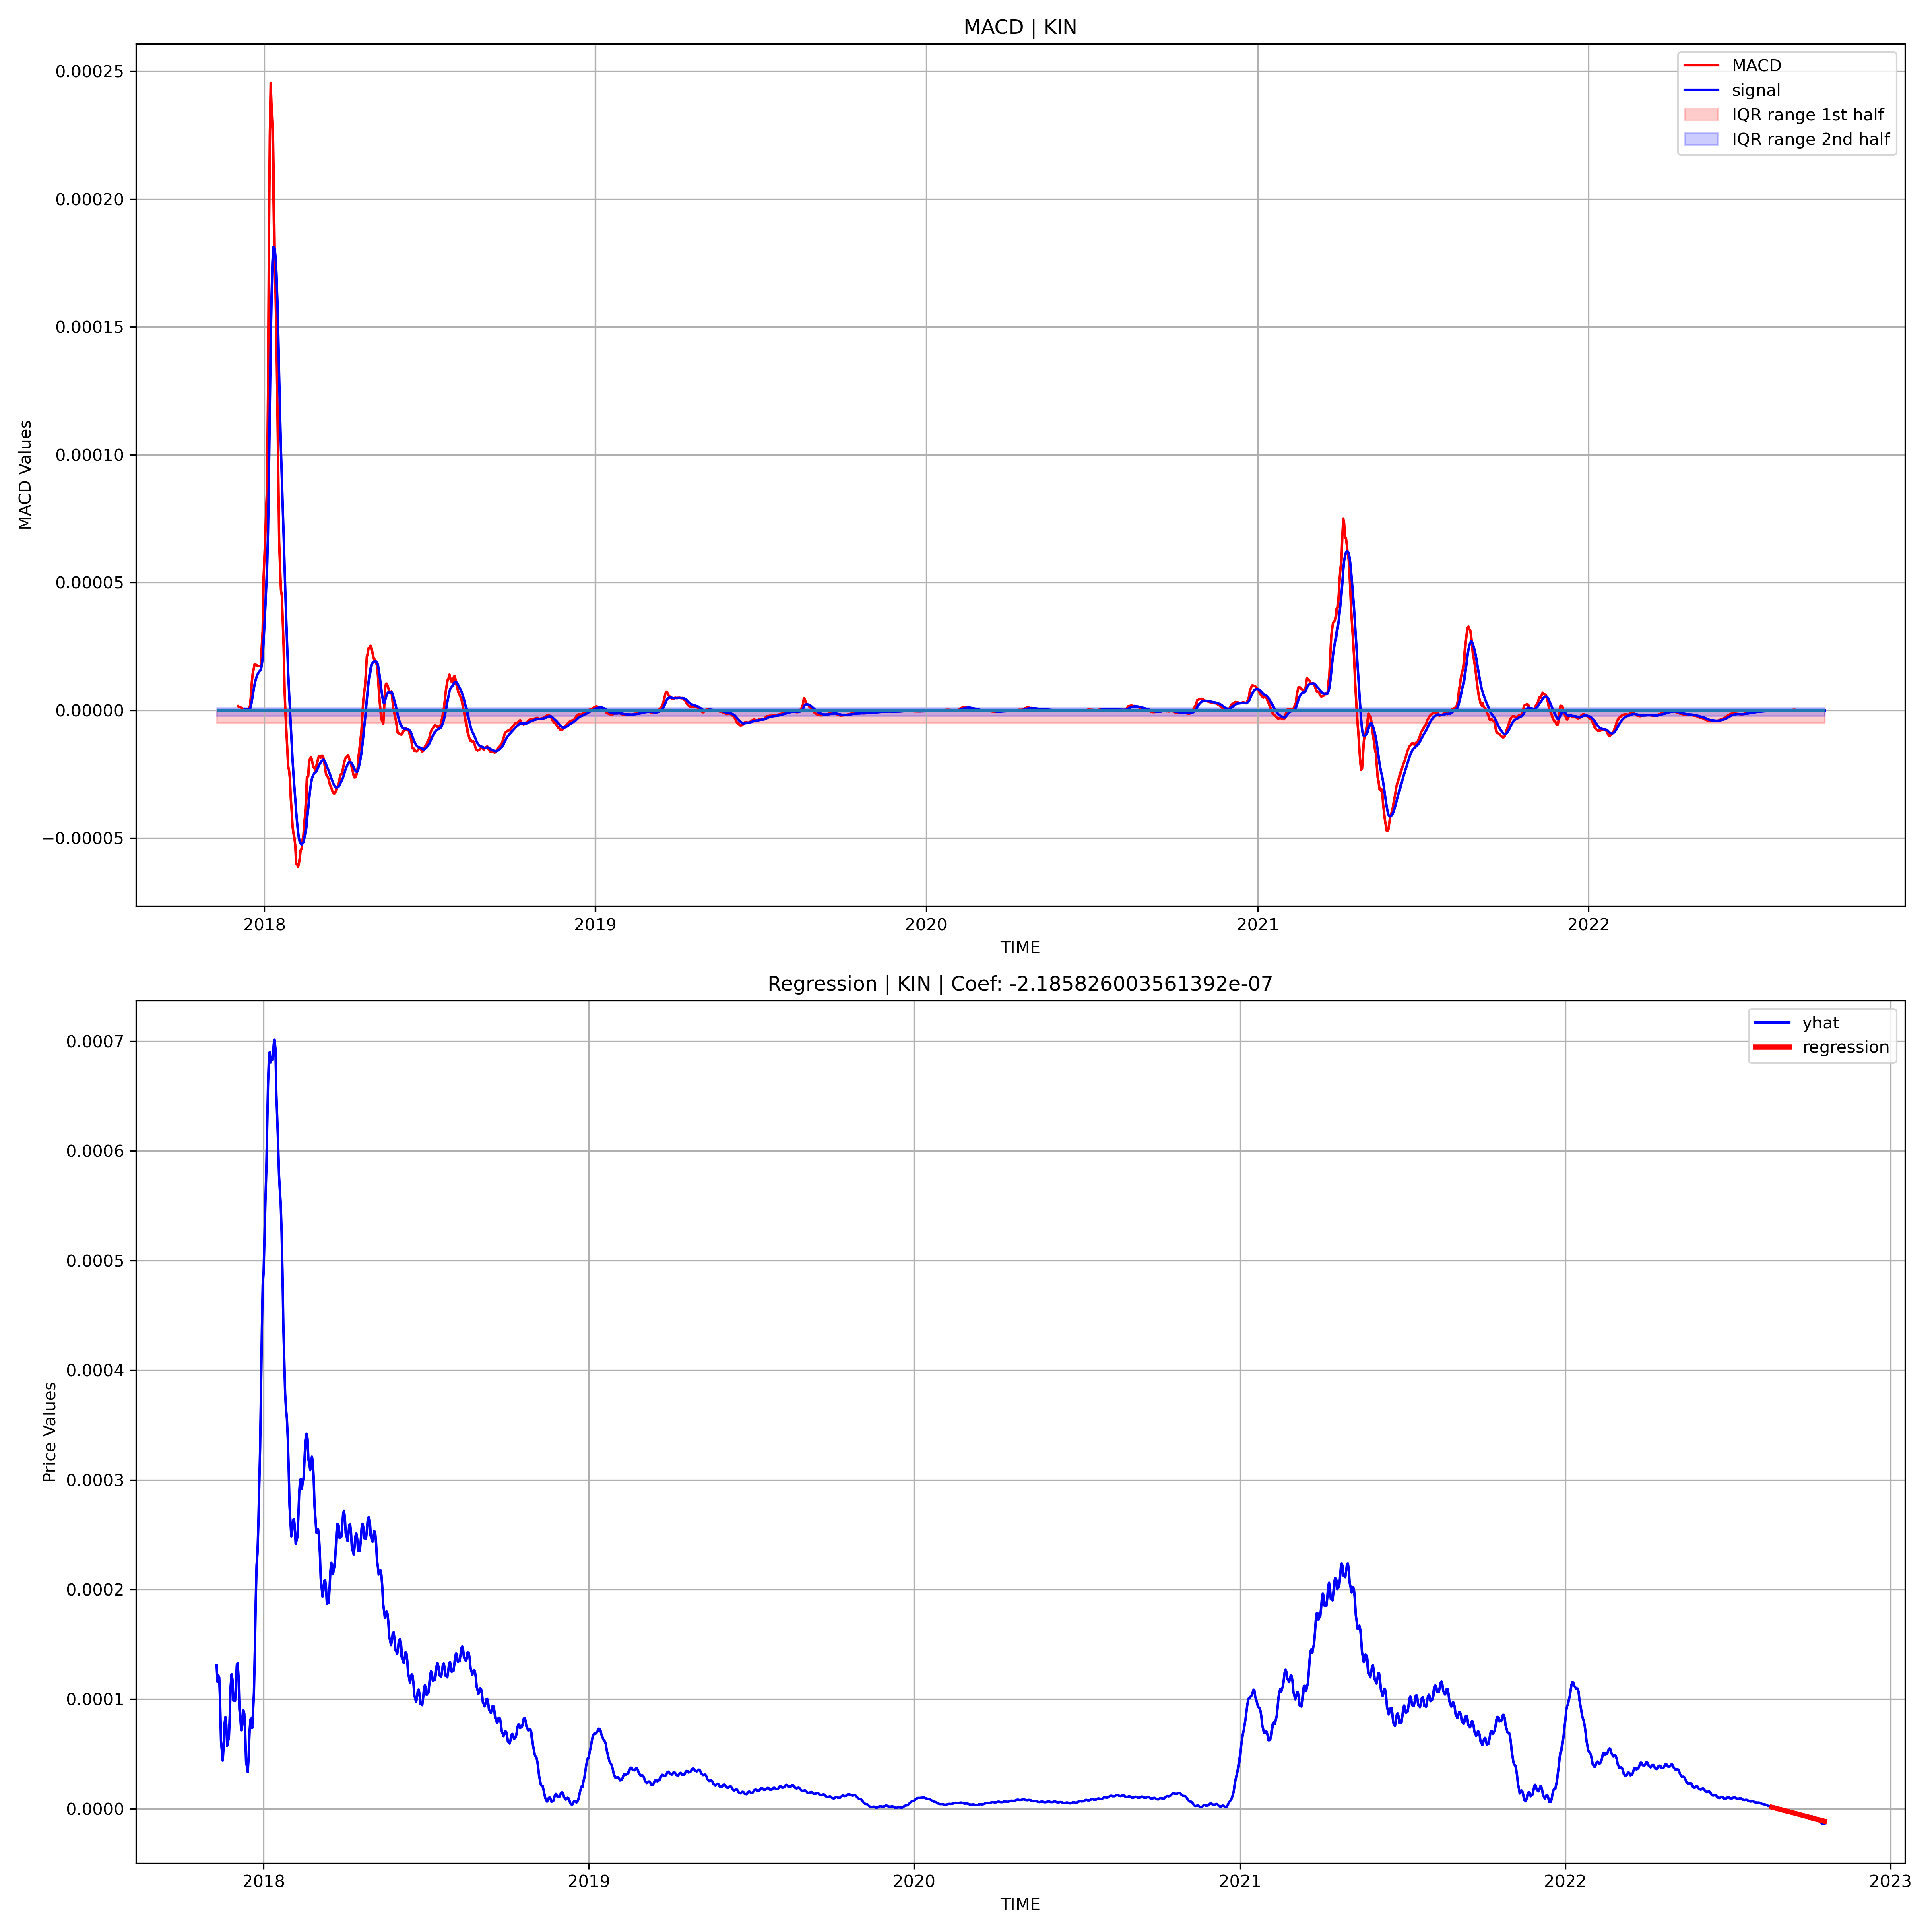 MACD | KIN
0.00025
0.00020
0.00015
0.00010
0.00005
0.00000
−0.00005
MACD Values
MACD
signal
IQR range 1st half
IQR range 2nd half
2018 2019 2020 2021 2022
TIME
Regression | KIN | Coef: -2.185826003561392e-07
0.0007
0.0006
0.0005
0.0004
0.0003
0.0002
0.0001
0.0000
Price Values
yhat
regression
2018 2019 2020 2021 2022 2023
TIME